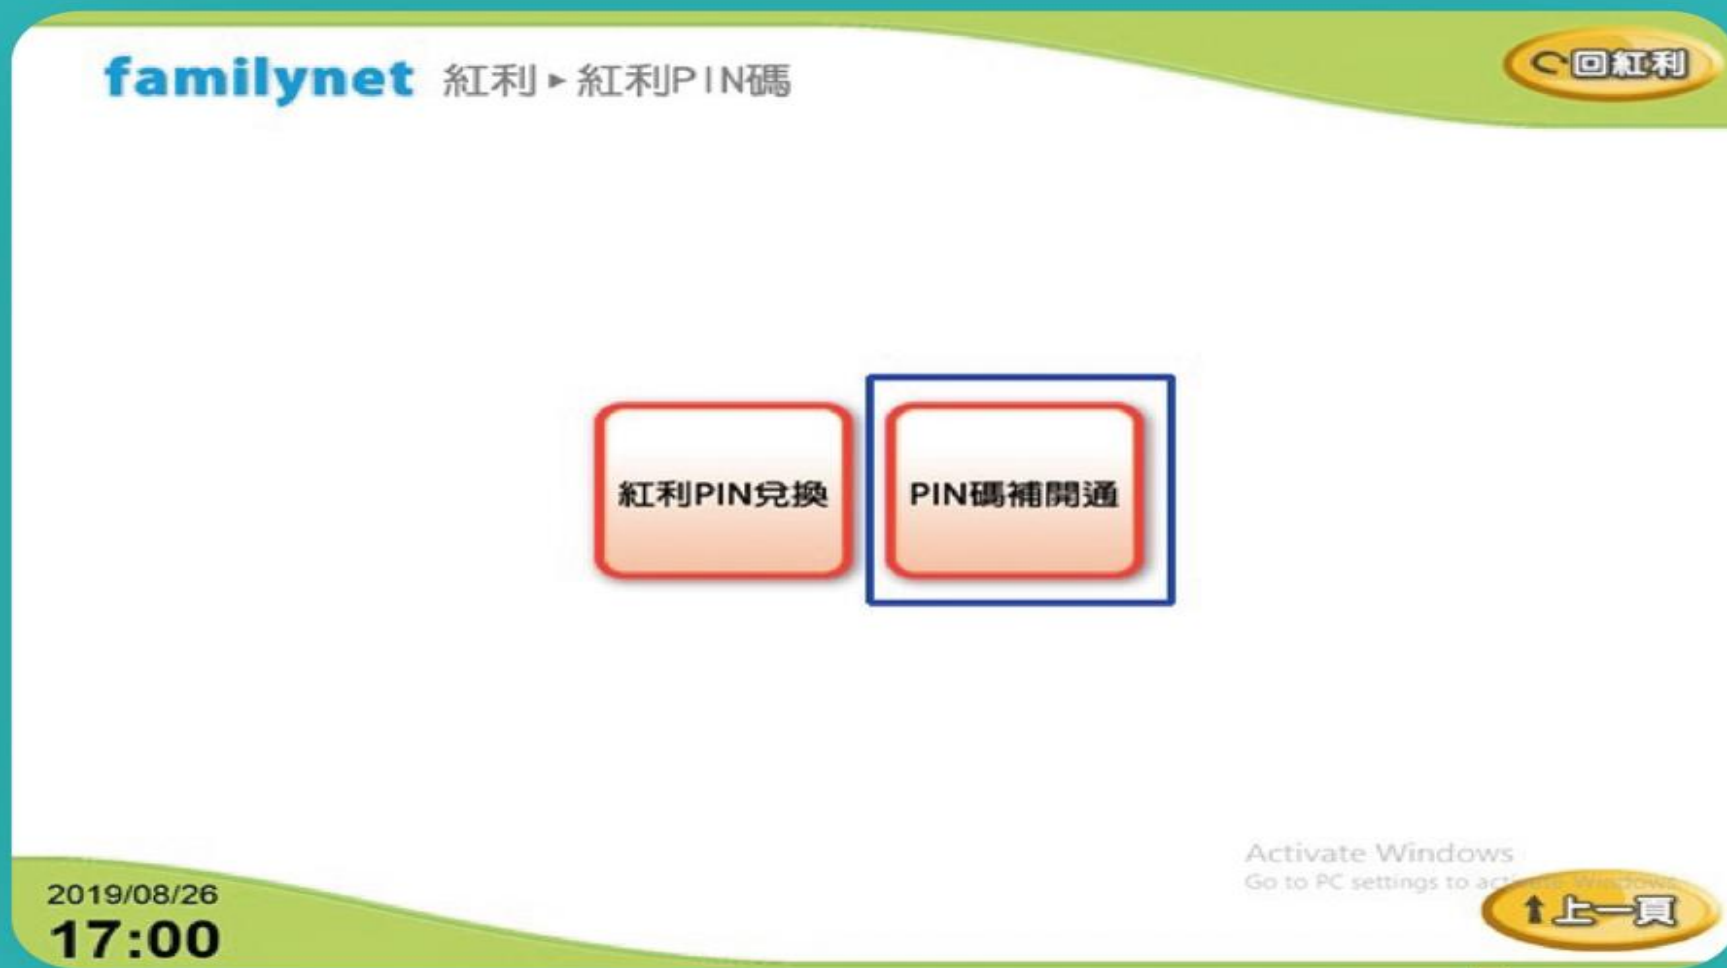 familynet 紅利▸紅利PIN碼
回紅利
紅利PIN兌換
PIN碼補開通
Activate Windows
Go to PC settings to activate Windows.
2019/08/26
17:00
上一頁